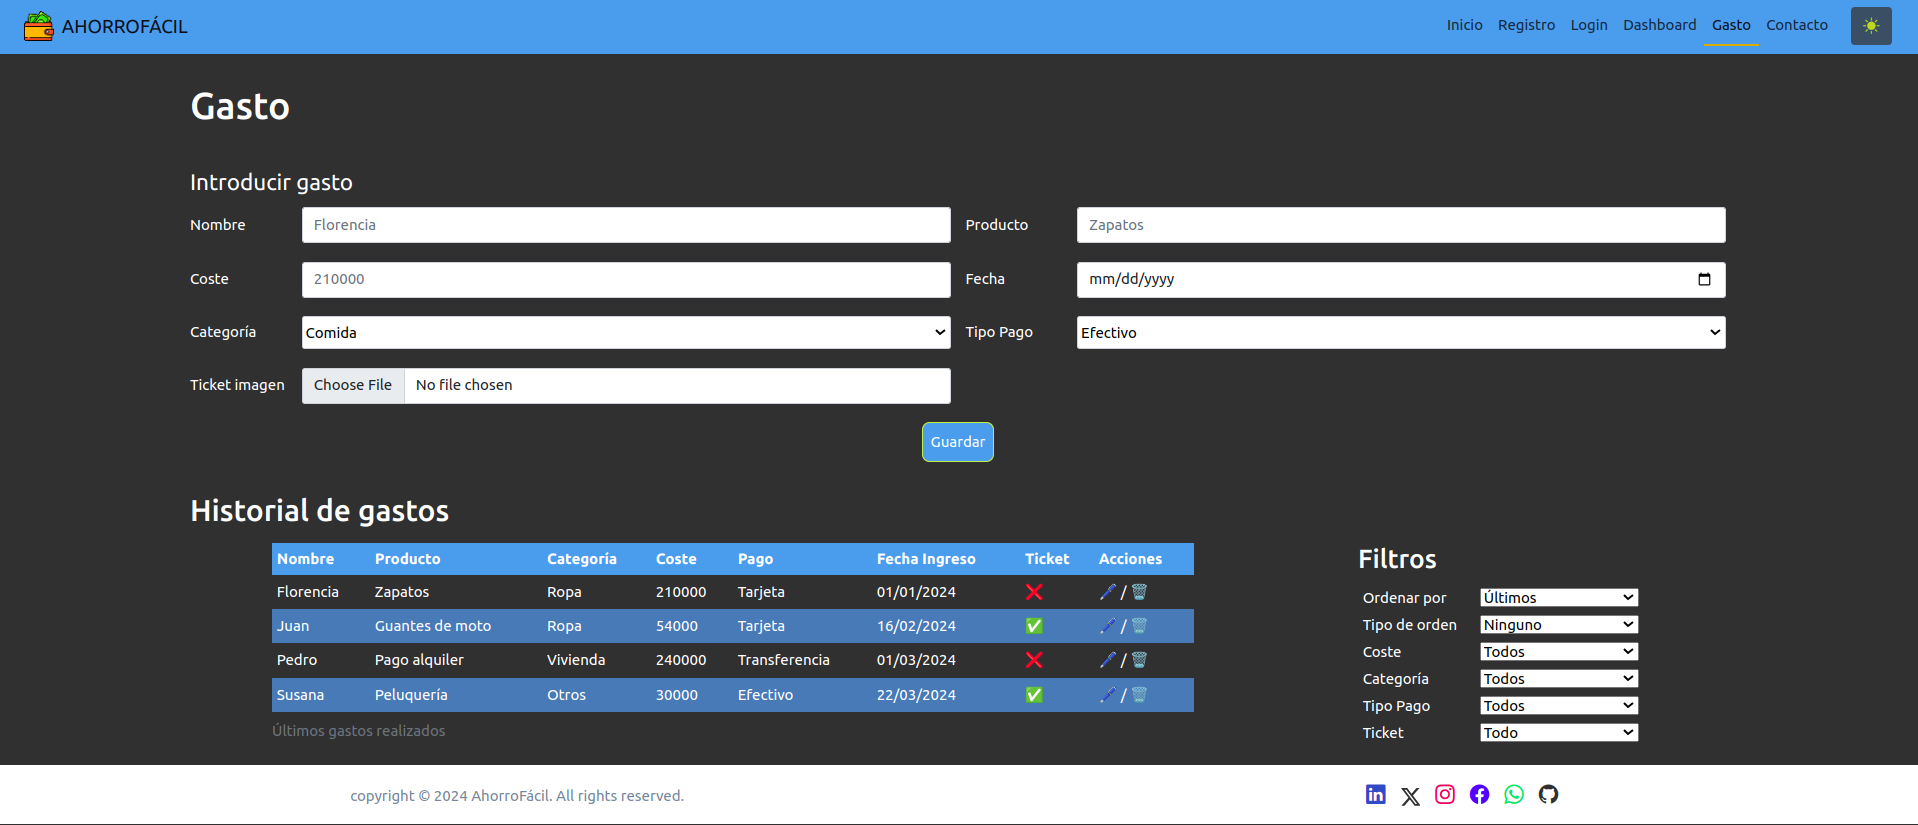 AHORROFÁCIL
Inicio Registro Login Dashboard Gasto Contacto
Gasto
Introducir gasto
Nombre Florencia Producto Zapatos
Coste 210000 Fecha mm/dd/yyyy
Categoría Comida Tipo Pago Efectivo
Ticket imagen Choose File No file chosen
Guardar
Historial de gastos
Nombre Producto Categoría Coste Pago Fecha Ingreso Ticket Acciones
Florencia Zapatos Ropa 210000 Tarjeta 01/01/2024 ❌ 🖊️ / 🗑️
Juan Guantes de moto Ropa 54000 Tarjeta 16/02/2024 ✅ 🖊️ / 🗑️
Pedro Pago alquiler Vivienda 240000 Transferencia 01/03/2024 ❌ 🖊️ / 🗑️
Susana Peluquería Otros 30000 Efectivo 22/03/2024 ✅ 🖊️ / 🗑️
Últimos gastos realizados
Filtros
Ordenar por Últimos
Tipo de orden Ninguno
Coste Todos
Categoría Todos
Tipo Pago Todos
Ticket Todo
copyright © 2024 AhorroFácil. All rights reserved.